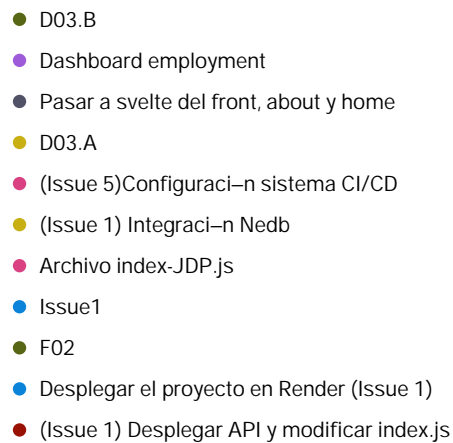 D03.B
Dashboard employment
Pasar a svelte del front, about y home
D03.A
(Issue 5)Configuraci–n sistema CI/CD
(Issue 1) Integraci–n Nedb
Archivo index-JDP.js
Issue1
F02
Desplegar el proyecto en Render (Issue 1)
(Issue 1) Desplegar API y modificar index.js